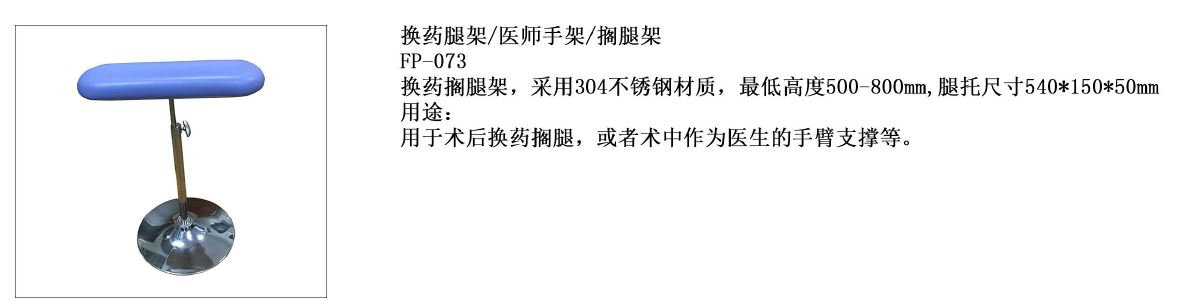 换药腿架/医师手架/搁腿架
FP-073
换药搁腿架，采用304不锈钢材质，最低高度500-800mm,腿托尺寸540*150*50mm
用途：
用于术后换药搁腿，或者术中作为医生的手臂支撑等。